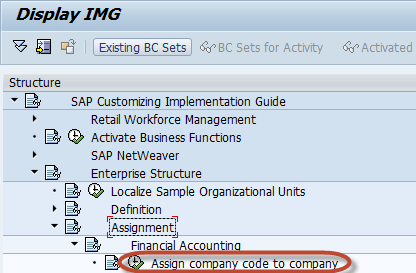 Display IMG
Existing BC Sets BC Sets for Activity Activated
Structure
SAP Customizing Implementation Guide
Retail Workforce Management
Activate Business Functions
SAP NetWeaver
Enterprise Structure
Localize Sample Organizational Units
Definition
Assignment
Financial Accounting
Assign company code to company